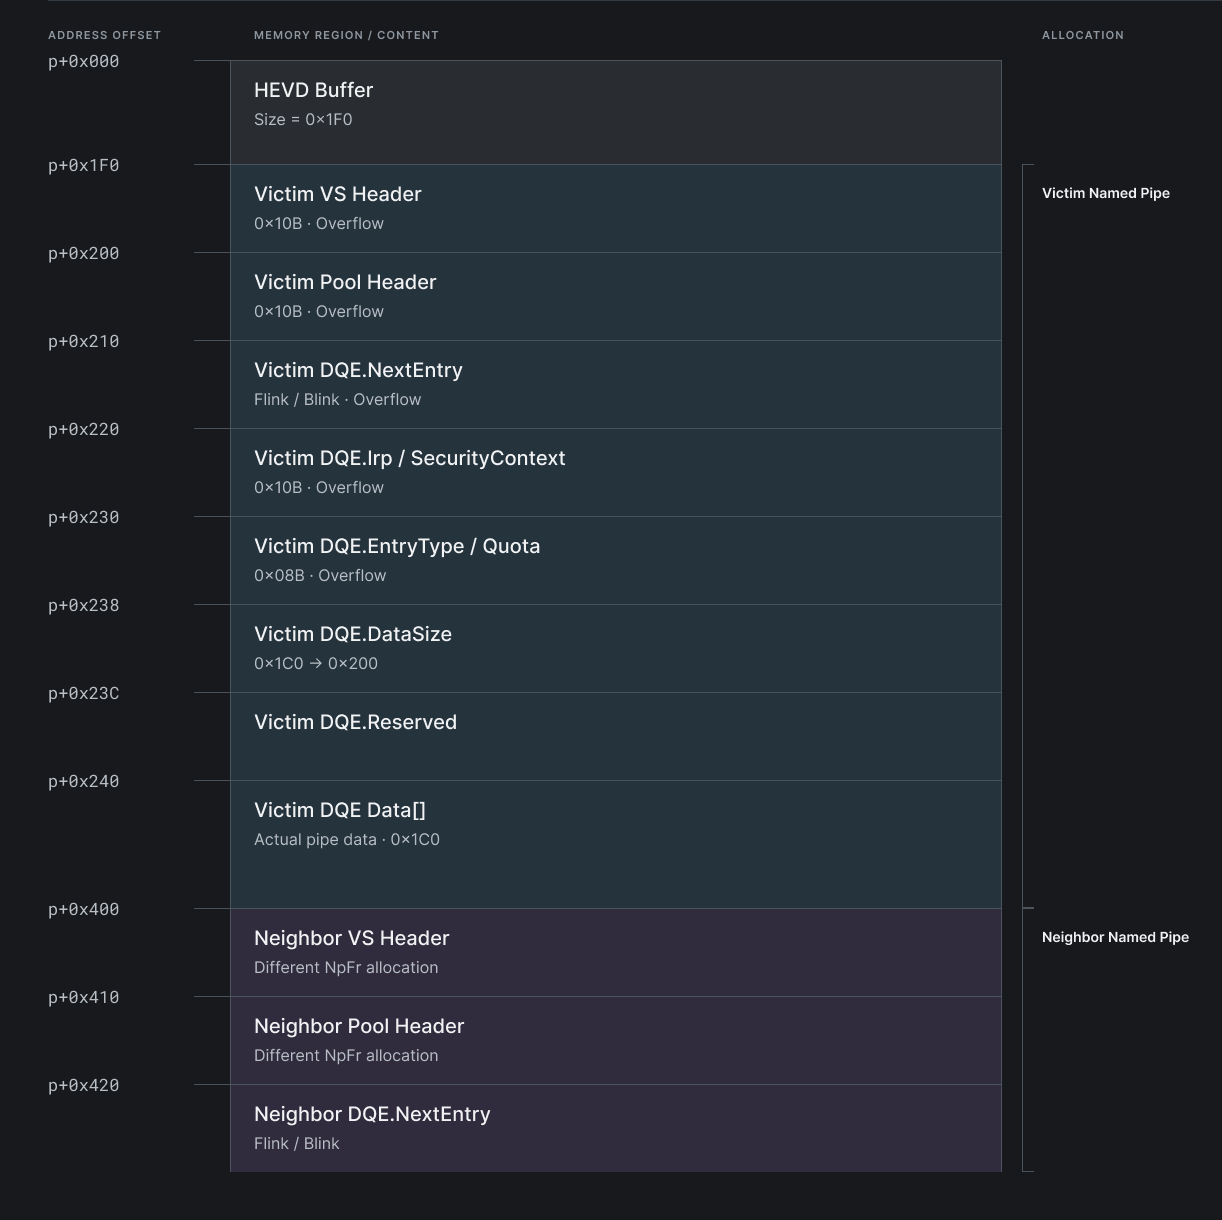 ADDRESS OFFSET
MEMORY REGION / CONTENT
ALLOCATION
p+0x000
HEVD Buffer
Size = 0×1F0
p+0x1F0
Victim VS Header
Victim Named Pipe
0×10B · Overflow
p+0x200
Victim Pool Header
0×10B · Overflow
p+0x210
Victim DQE.NextEntry
Flink / Blink · Overflow
p+0x220
Victim DQE.Irp / SecurityContext
0×10B · Overflow
p+0x230
Victim DQE.EntryType / Quota
0×08B · Overflow
p+0x238
Victim DQE.DataSize
0×1C0 → 0×200
p+0x23C
Victim DQE.Reserved
p+0x240
Victim DQE Data[]
Actual pipe data · 0×1C0
p+0x400
Neighbor VS Header
Neighbor Named Pipe
Different NpFr allocation
p+0x410
Neighbor Pool Header
Different NpFr allocation
p+0x420
Neighbor DQE.NextEntry
Flink / Blink